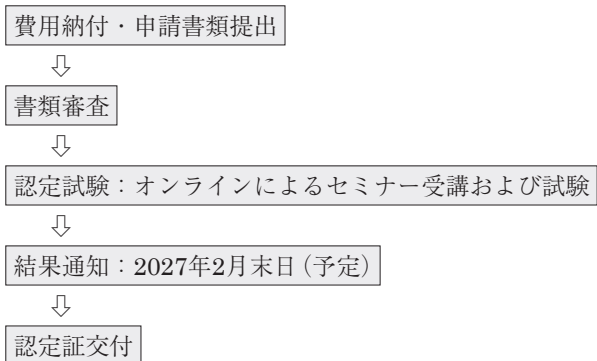 費用納付・申請書類提出
⇩
書類審査
⇩
認定試験：オンラインによるセミナー受講および試験
⇩
結果通知：2027年2月末日（予定）
⇩
認定証交付